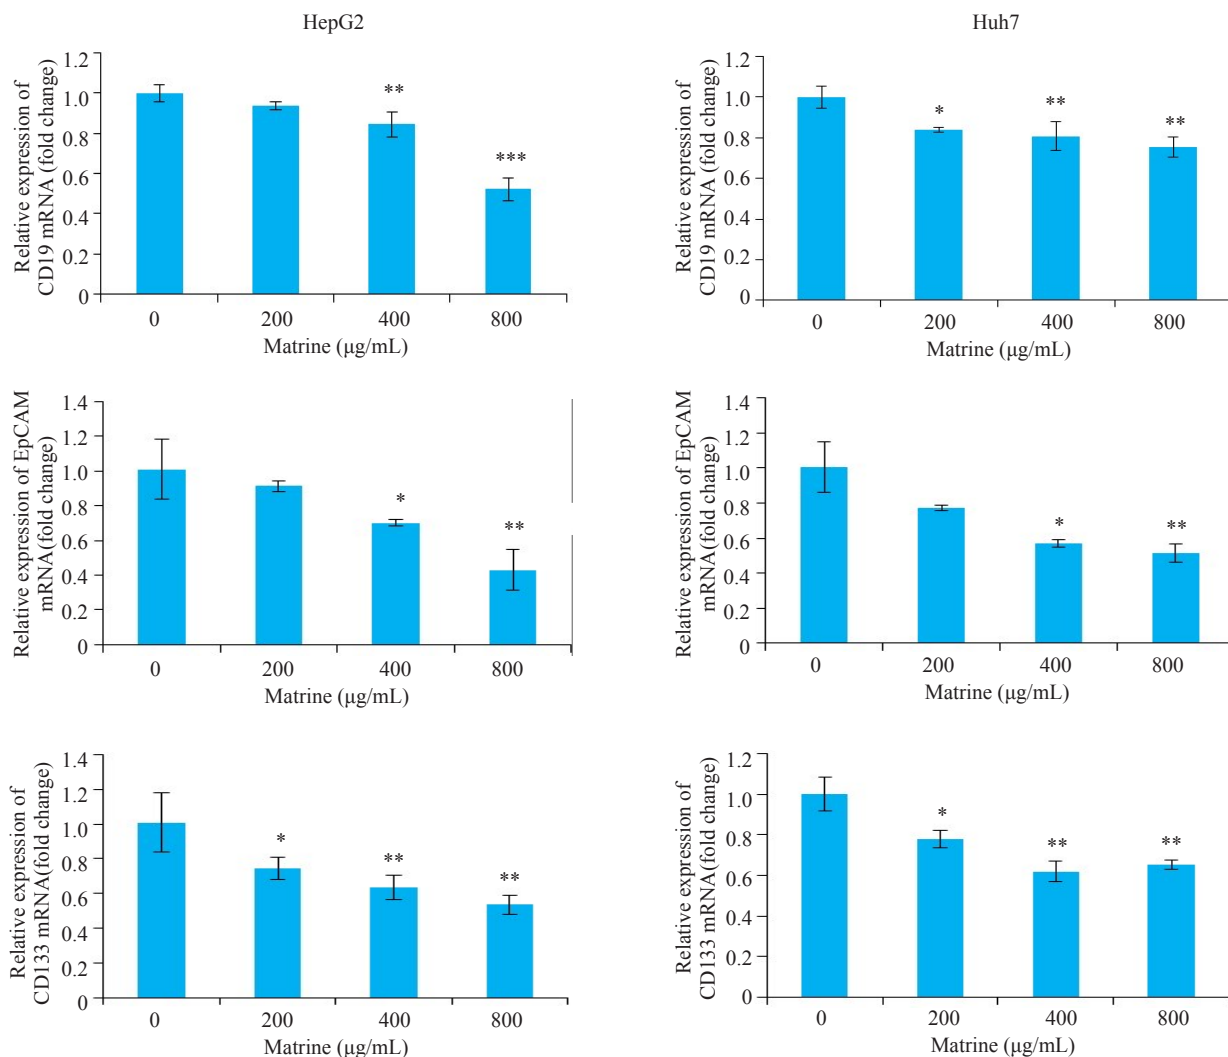 HepG2
Relative expression of
CD19 mRNA (fold change)
1.2
1.0
0.8
0.6
0.4
0.2
0
**
***
0 200 400 800
Matrine (μg/mL)
Huh7
Relative expression of
CD19 mRNA (fold change)
1.2
1.0
0.8
0.6
0.4
0.2
0
*
**
**
0 200 400 800
Matrine (μg/mL)
Relative expression of EpCAM
mRNA(fold change)
1.4
1.2
1.0
0.8
0.6
0.4
0.2
0
*
**
0 200 400 800
Matrine (μg/mL)
Relative expression of EpCAM
mRNA(fold change)
1.4
1.2
1.0
0.8
0.6
0.4
0.2
0
*
**
0 200 400 800
Matrine (μg/mL)
Relative expression of
CD133 mRNA(fold change)
1.4
1.2
1.0
0.8
0.6
0.4
0.2
0
*
**
**
0 200 400 800
Matrine (μg/mL)
Relative expression of
CD133 mRNA(fold change)
1.2
1.0
0.8
0.6
0.4
0.2
0
*
**
**
0 200 400 800
Matrine (μg/mL)